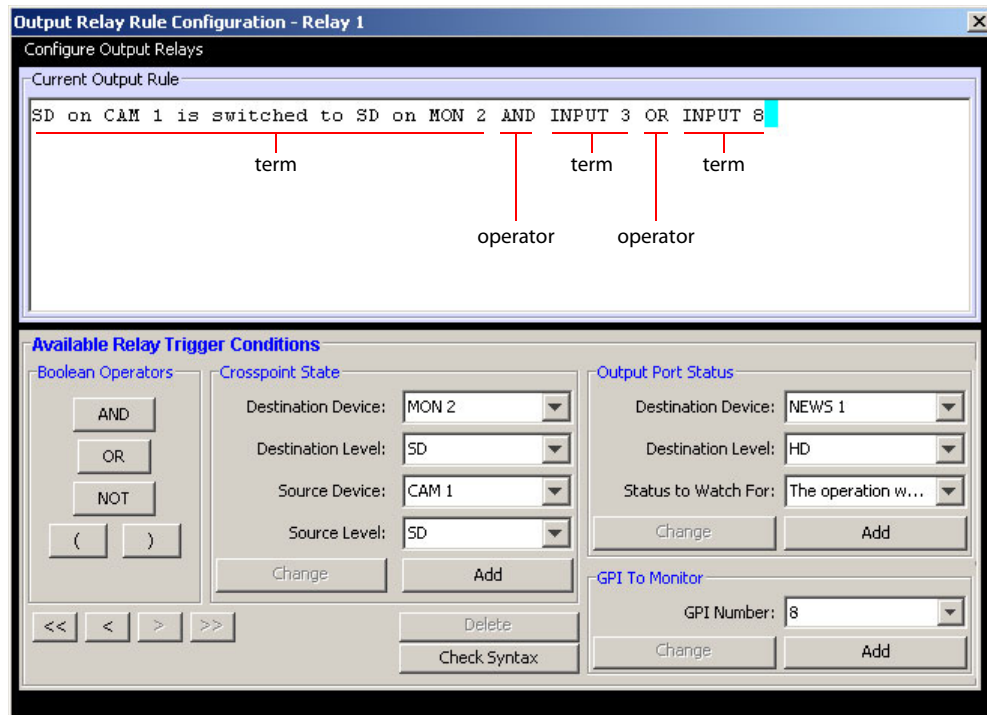 Output Relay Rule Configuration - Relay 1
Configure Output Relays
Current Output Rule
SD on CAM 1 is switched to SD on MON 2 AND INPUT 3 OR INPUT 8
term term term
operator operator
Available Relay Trigger Conditions
Boolean Operators
AND
OR
NOT
( )
Crosspoint State
Destination Device: MON 2
Destination Level: SD
Source Device: CAM 1
Source Level: SD
Change Add
Output Port Status
Destination Device: NEWS 1
Destination Level: HD
Status to Watch For: The operation w...
Change Add
GPI To Monitor
GPI Number: 8
Change Add
<< < > >>
Delete
Check Syntax